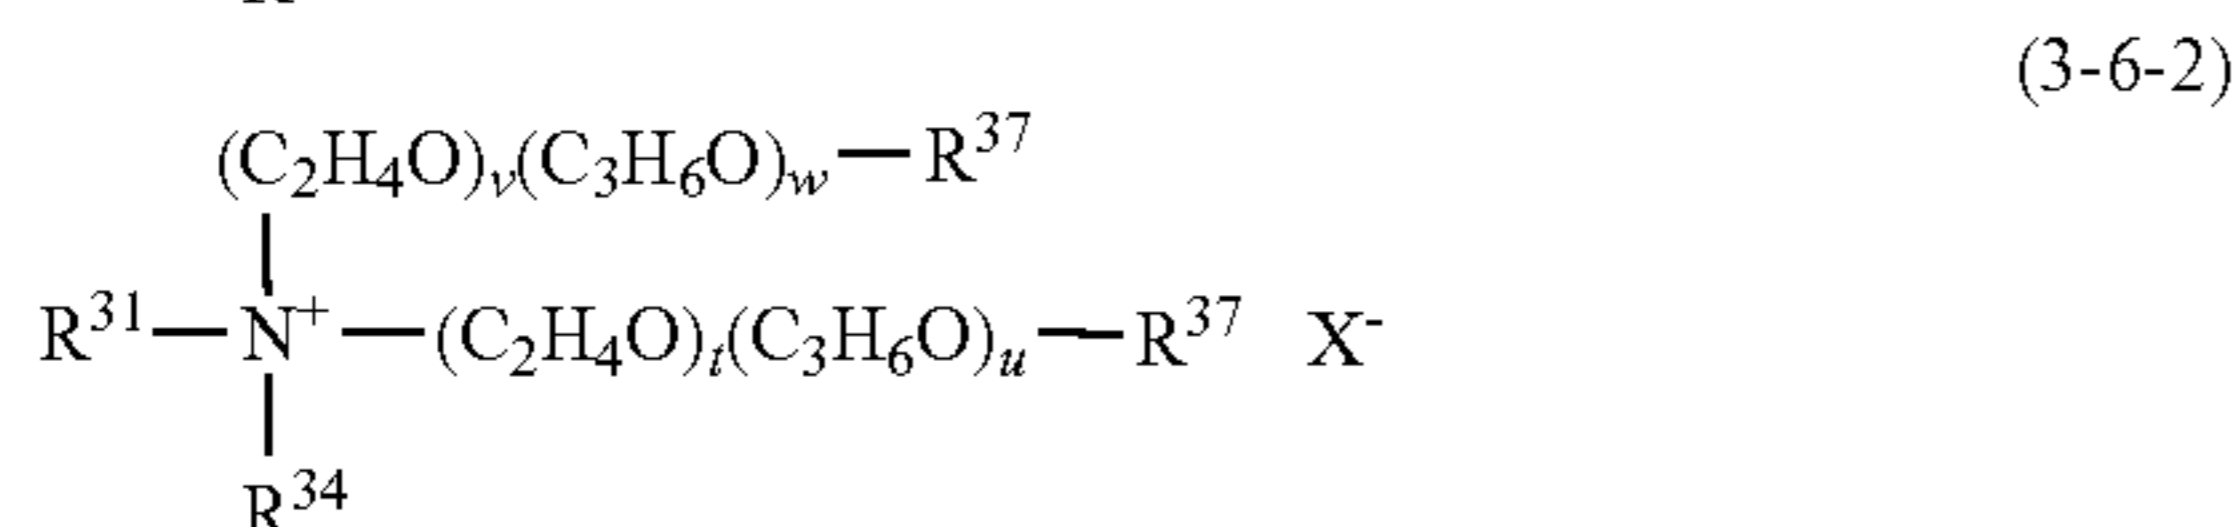 (3-6-2)
(C₂H₄O)ᵥ(C₃H₆O)w—R³⁷
R³¹—N⁺—(C₂H₄O)ₜ(C₃H₆O)ᵤ—R³⁷ X⁻
R³⁴